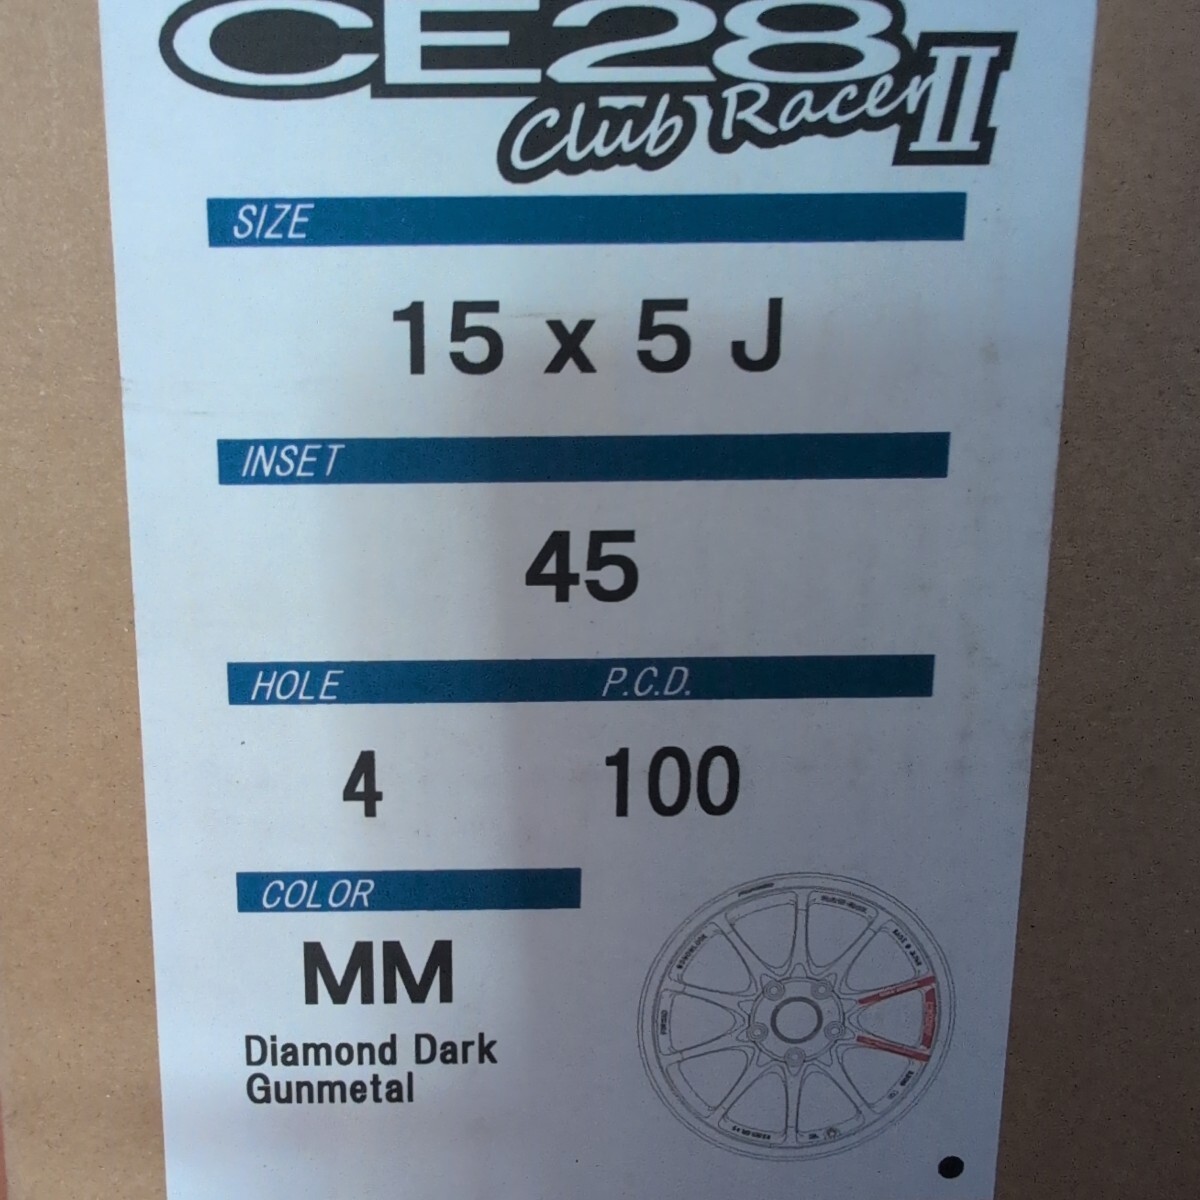 CE28
Club Racer II
SIZE
15 x 5 J
INSET
45
HOLE P.C.D.
4 100
COLOR
MM
Diamond Dark
Gunmetal